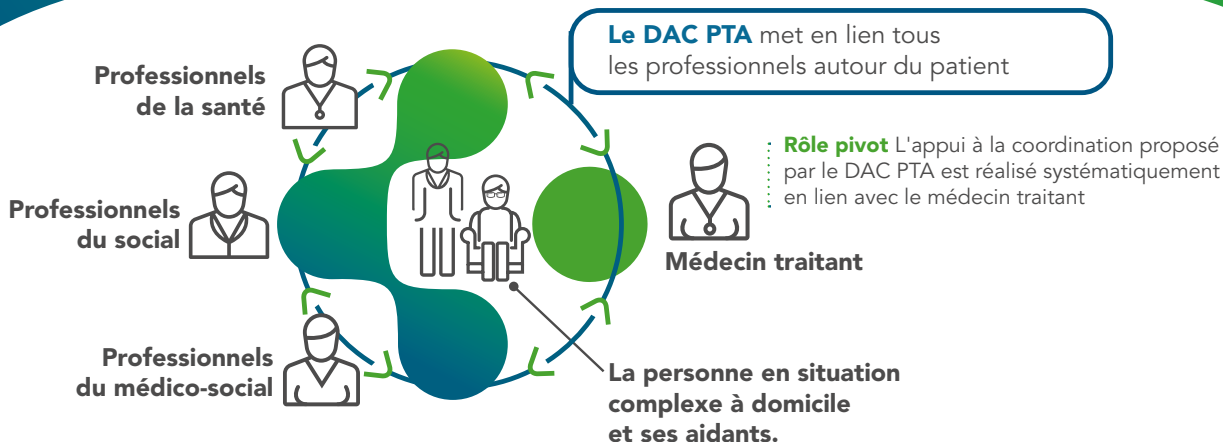 Le DAC PTA met en lien tous
les professionnels autour du patient
Professionnels
de la santé
Rôle pivot L'appui à la coordination proposé
par le DAC PTA est réalisé systématiquement
en lien avec le médecin traitant
Professionnels
du social
Médecin traitant
Professionnels
du médico-social
La personne en situation
complexe à domicile
et ses aidants.